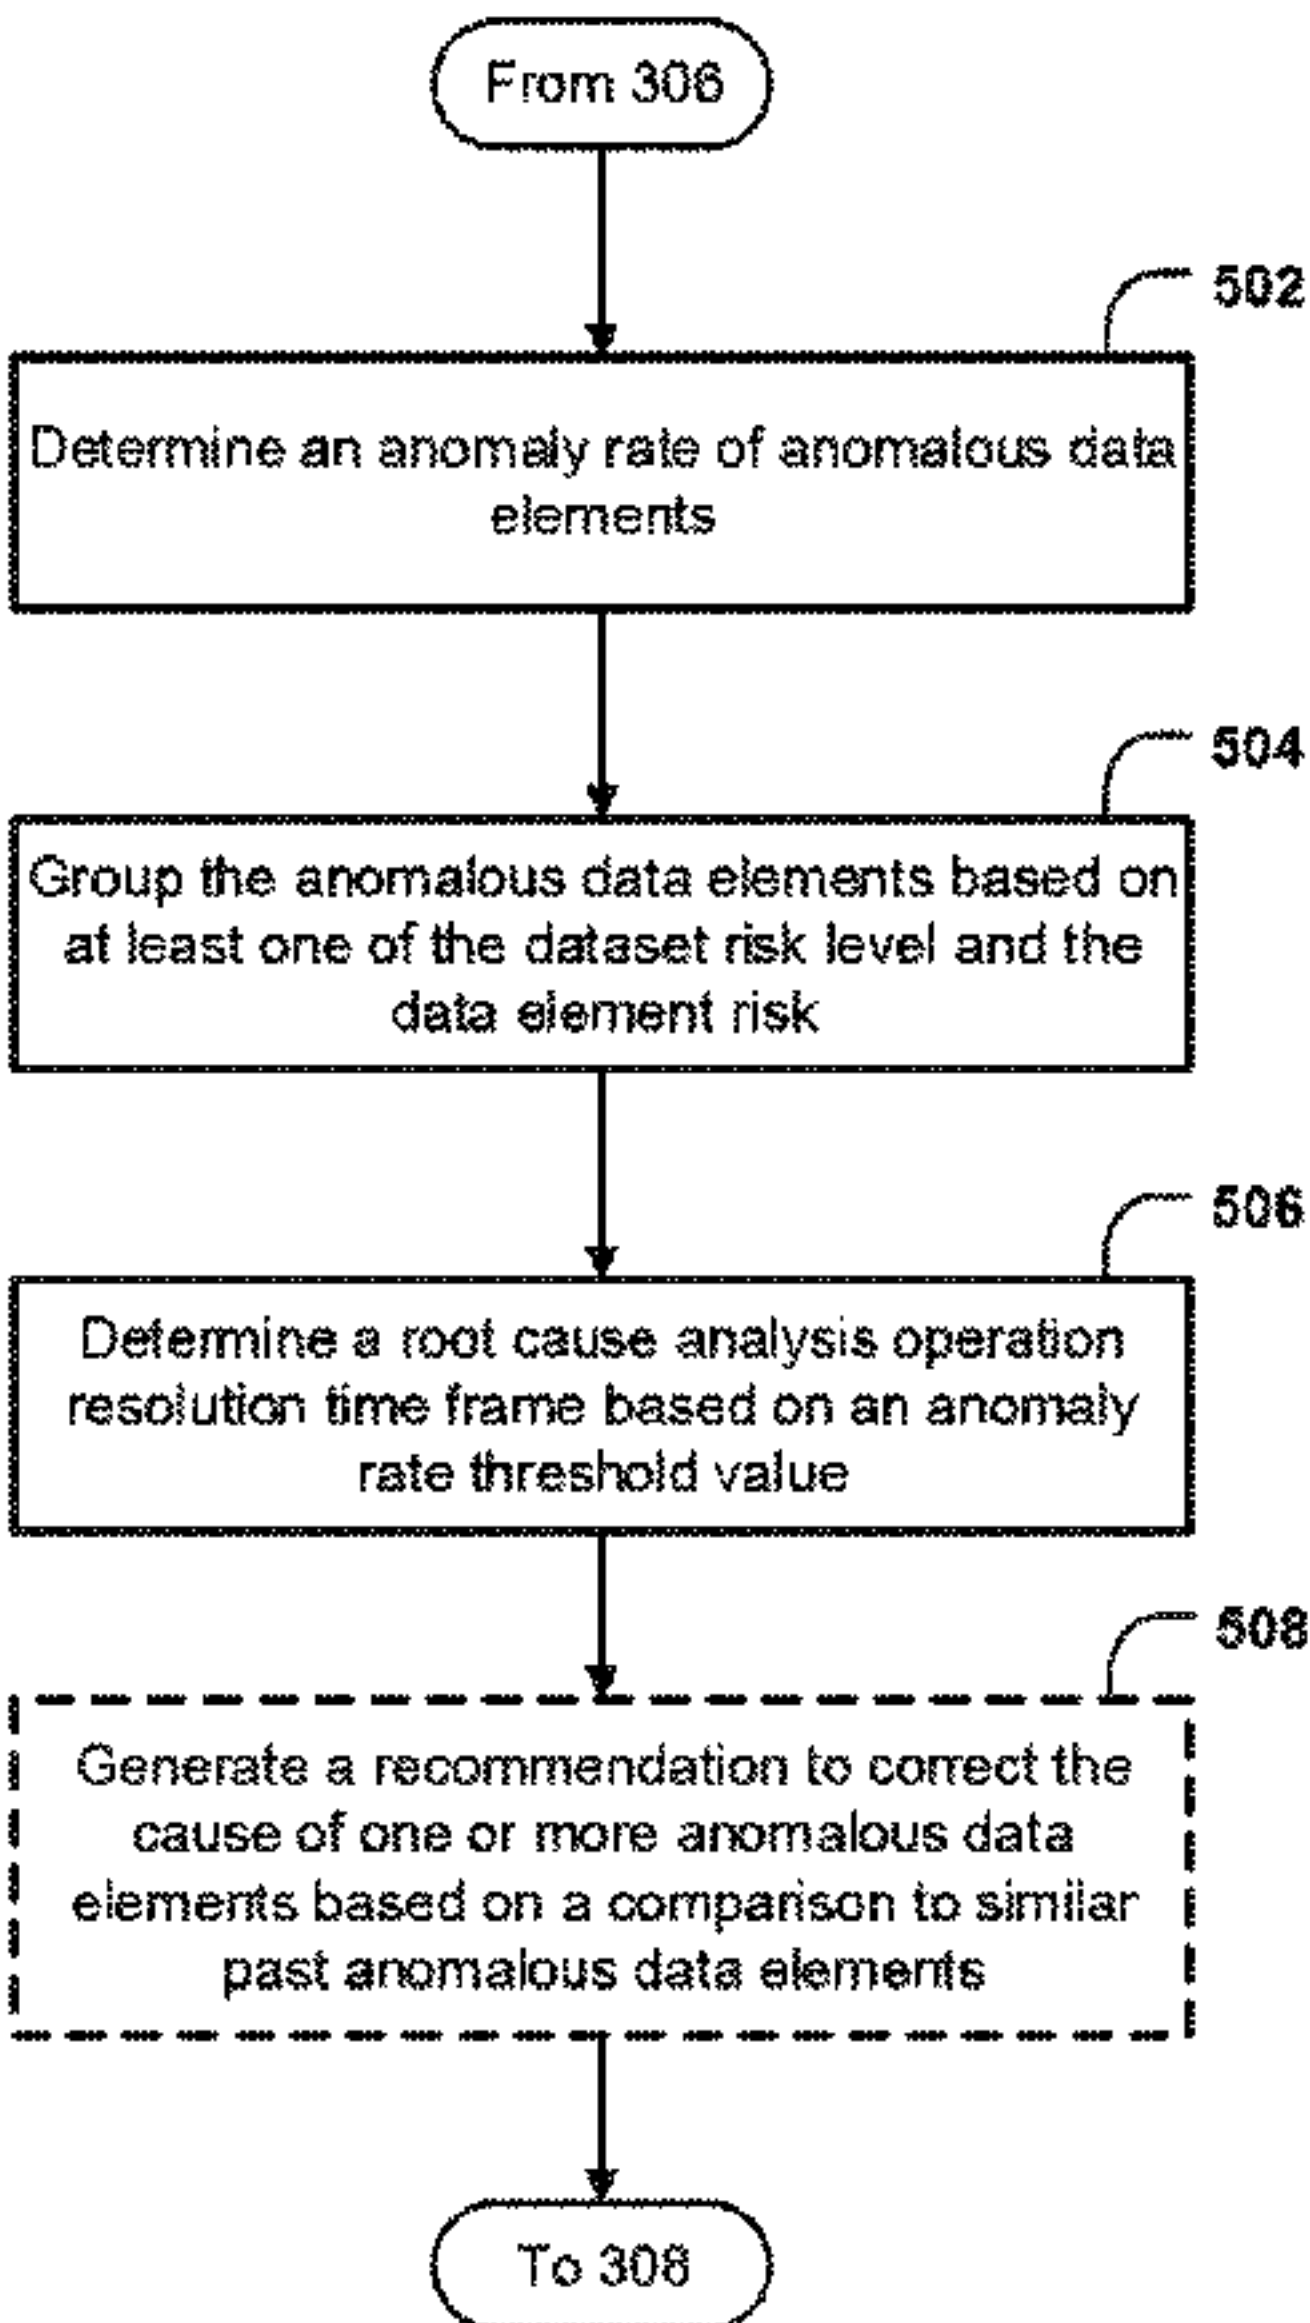 From 306
502
Determine an anomaly rate of anomalous data
elements
504
Group the anomalous data elements based on
at least one of the dataset risk level and the
data element risk
506
Determine a root cause analysis operation
resolution time frame based on an anomaly
rate threshold value
508
Generate a recommendation to correct the
cause of one or more anomalous data
elements based on a comparison to similar
past anomalous data elements
To 308